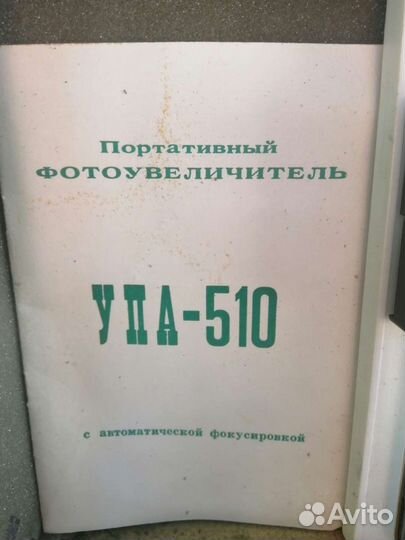 Портативный
ФОТОУВЕЛИЧИТЕЛЬ
УПА-510
с автоматической фокусировкой
Avito